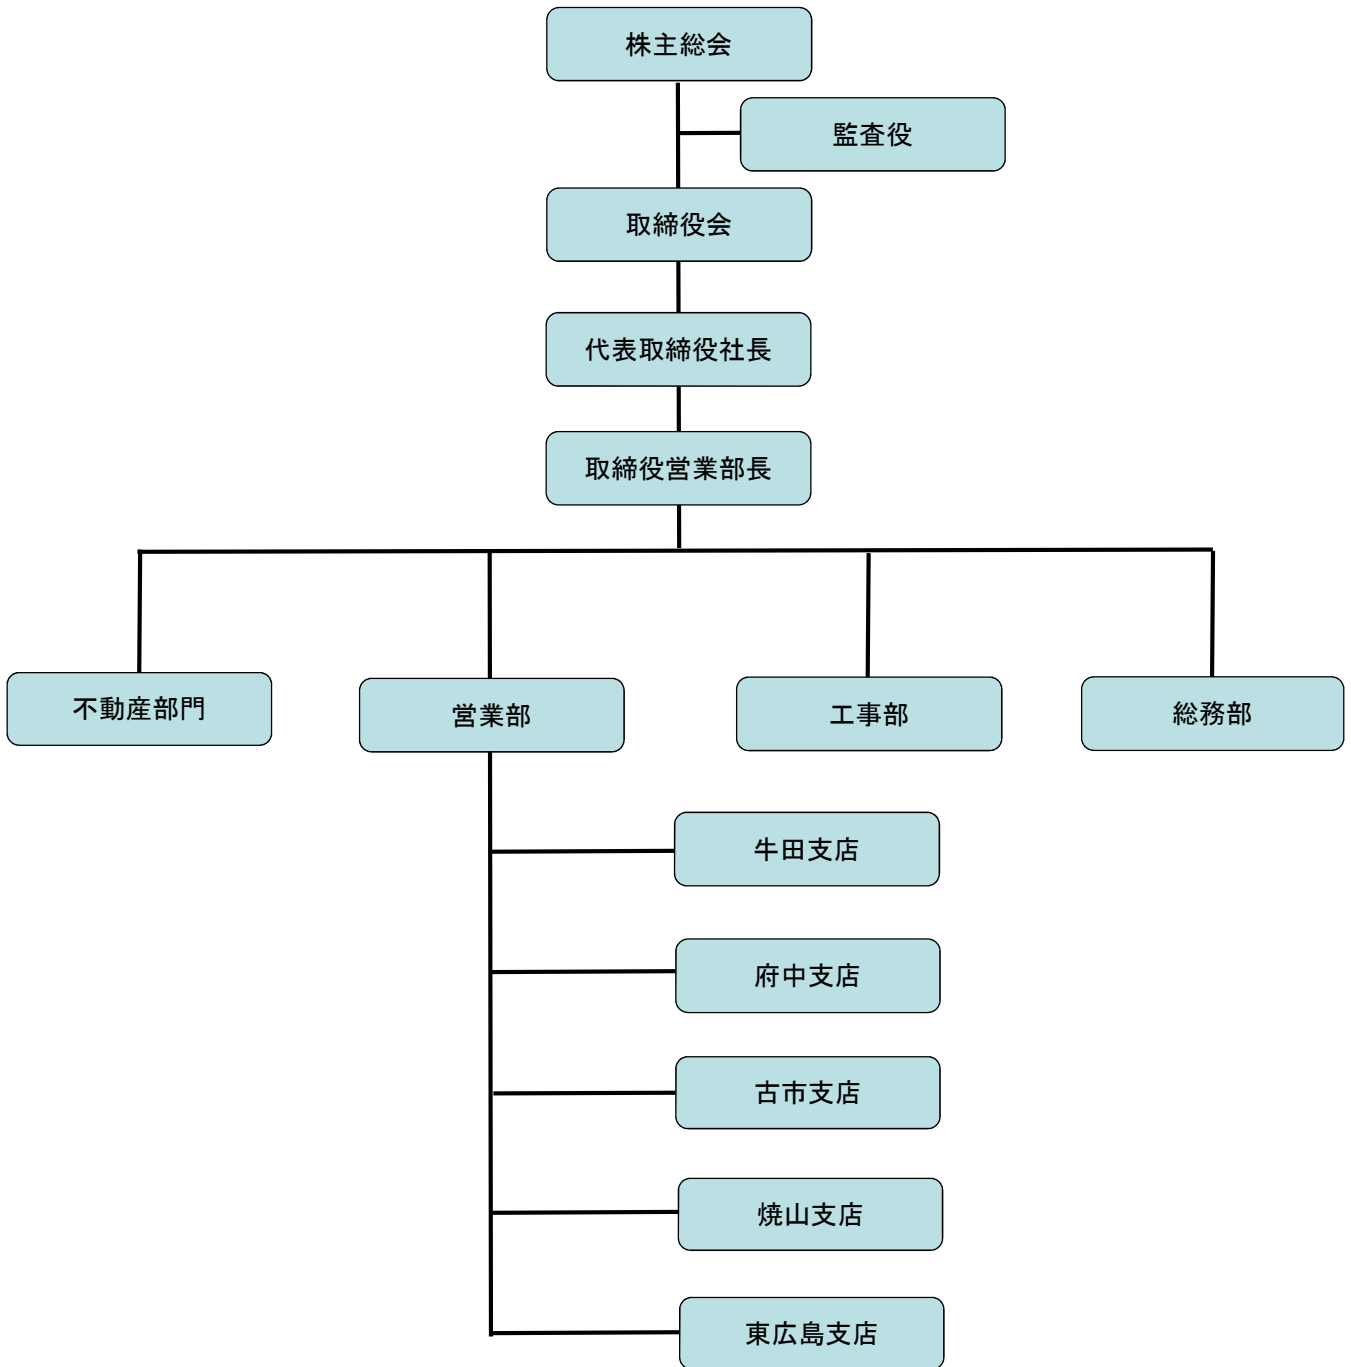 株主総会
監査役
取締役会
代表取締役社長
取締役営業部長
不動産部門
営業部
工事部
総務部
牛田支店
府中支店
古市支店
焼山支店
東広島支店